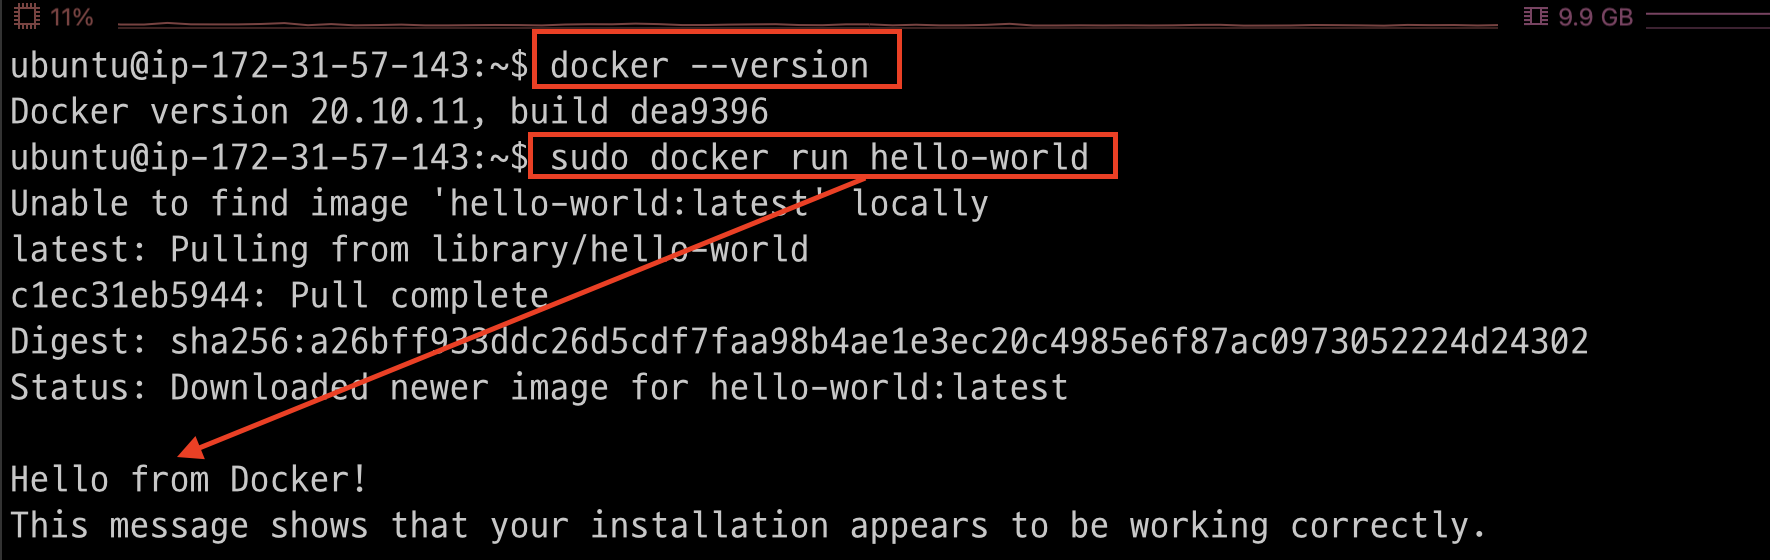 11% 9.9 GB
ubuntu@ip-172-31-57-143:~$ docker --version
Docker version 20.10.11, build dea9396
ubuntu@ip-172-31-57-143:~$ sudo docker run hello-world
Unable to find image 'hello-world:latest' locally
latest: Pulling from library/hello-world
c1ec31eb5944: Pull complete
Digest: sha256:a26bff933ddc26d5cdf7faa98b4ae1e3ec20c4985e6f87ac0973052224d24302
Status: Downloaded newer image for hello-world:latest
Hello from Docker!
This message shows that your installation appears to be working correctly.